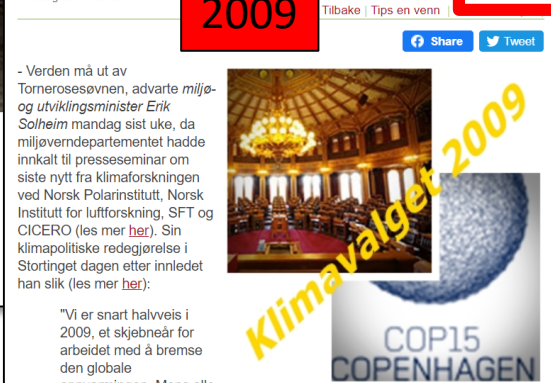 2009
Tilbake | Tips en venn |
Share Tweet
- Verden må ut av
Tornerosesøvnen, advarte miljø-
og utviklingsminister Erik
Solheim mandag sist uke, da
miljøverndepartementet hadde
innkalt til presseseminar om
siste nytt fra klimaforskningen
ved Norsk Polarinstitutt, Norsk
Institutt for luftforskning, SFT og
CICERO (les mer her). Sin
klimapolitiske redegjørelse i
Stortinget dagen etter innledet
han slik (les mer her):
"Vi er snart halvveis i
2009, et skjebneår for
arbeidet med å bremse
den globale
Klimavalget 2009
COP15
COPENHAGEN